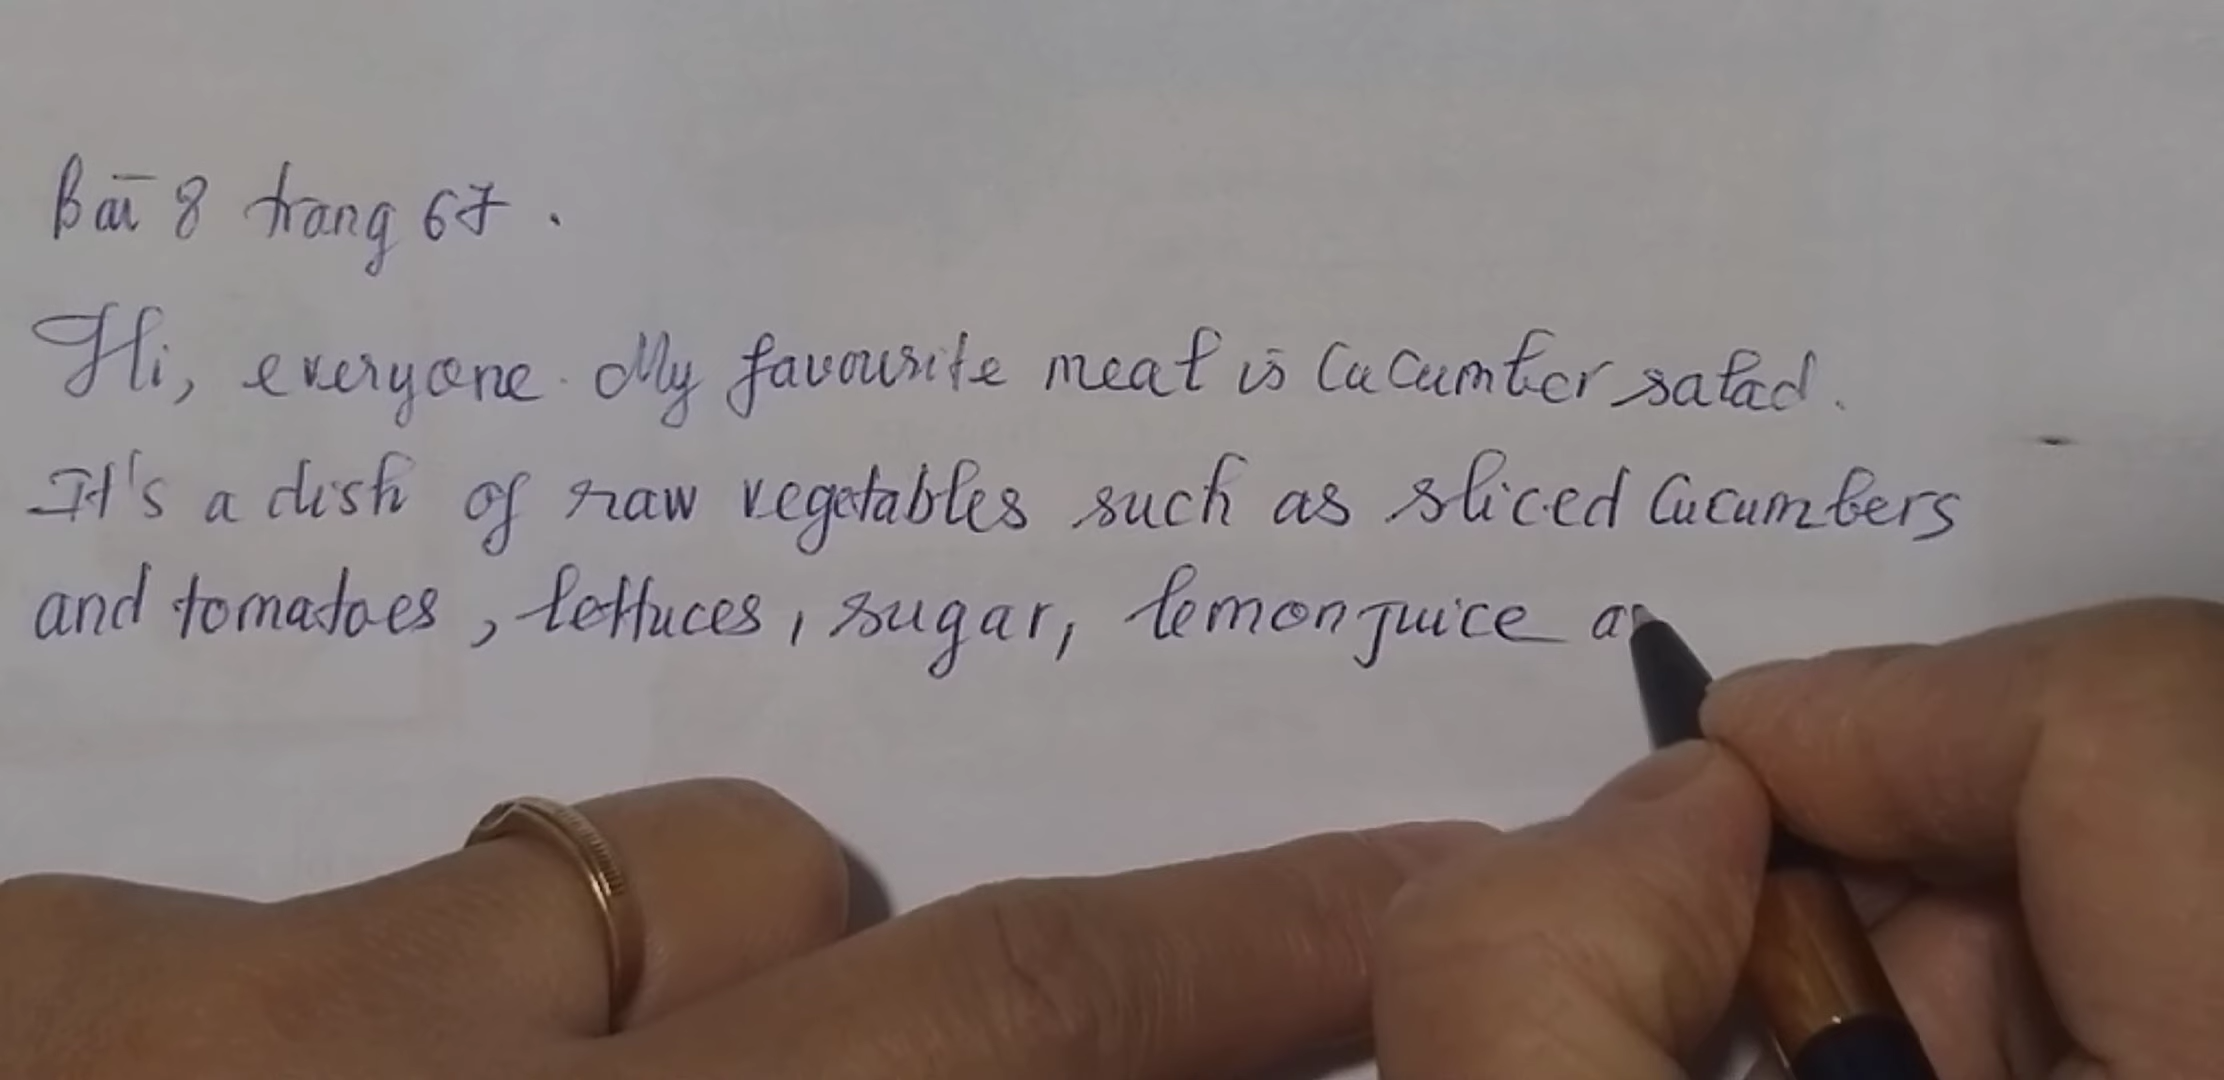 Bài 8 trang 67.
Hi, everyone. My favourite meal is Cucumber salad.
It's a dish of raw vegetables such as sliced Cucumbers
and tomatoes, lettuces, sugar, lemon juice a